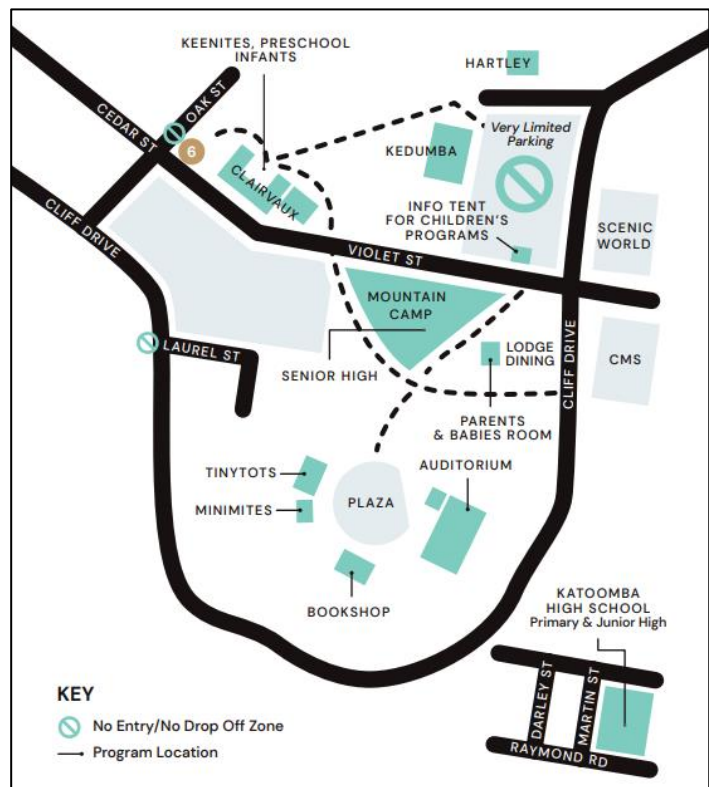 KEENITES, PRESCHOOL
INFANTS
HARTLEY
OAK ST
CEDAR ST
6
Very Limited
Parking
KEDUMBA
CLAIRVAUX
INFO TENT
FOR CHILDREN'S
PROGRAMS
SCENIC
WORLD
CLIFF DRIVE
VIOLET ST
MOUNTAIN
CAMP
LAUREL ST
SENIOR HIGH
LODGE
DINING
CLIFF DRIVE
CMS
PARENTS
& BABIES ROOM
AUDITORIUM
TINYTOTS
MINIMITES
PLAZA
BOOKSHOP
KATOOMBA
HIGH SCHOOL
Primary & Junior High
DARLEY ST
MARTIN ST
RAYMOND RD
KEY
No Entry/No Drop Off Zone
Program Location